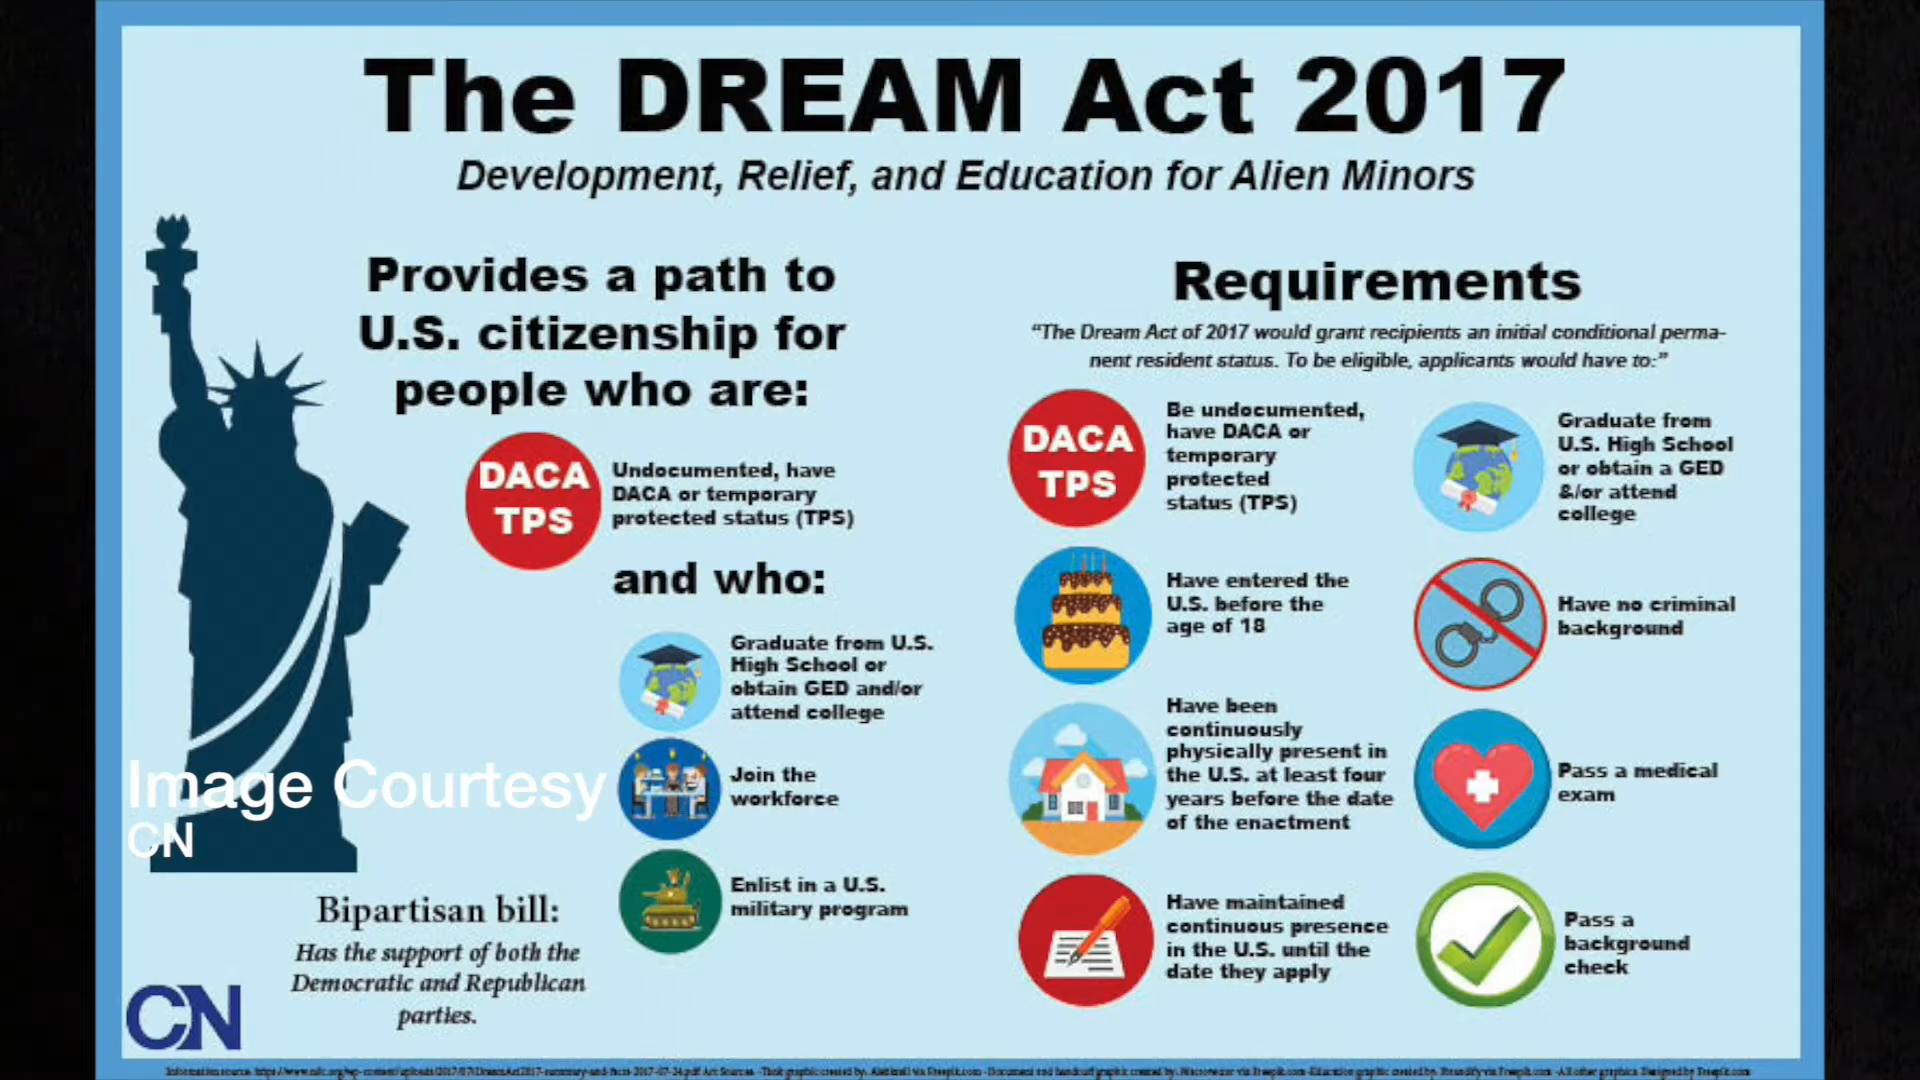 The DREAM Act 2017
Development, Relief, and Education for Alien Minors
Provides a path to
U.S. citizenship for
people who are:
DACA
TPS
Undocumented, have
DACA or temporary
protected status (TPS)
and who:
Graduate from U.S.
High School or
obtain GED and/or
attend college
Join the
workforce
Enlist in a U.S.
military program
Image Courtesy
CN
Bipartisan bill:
Has the support of both the
Democratic and Republican
parties.
CN
Requirements
“The Dream Act of 2017 would grant recipients an initial conditional perma-
nent resident status. To be eligible, applicants would have to:”
DACA
TPS
Be undocumented,
have DACA or
temporary
protected
status (TPS)
Have entered the
U.S. before the
age of 18
Have been
continuously
physically present in
the U.S. at least four
years before the date
of the enactment
Have maintained
continuous presence
in the U.S. until the
date they apply
Graduate from
U.S. High School
or obtain a GED
&/or attend
college
Have no criminal
background
Pass a medical
exam
Pass a
background
check